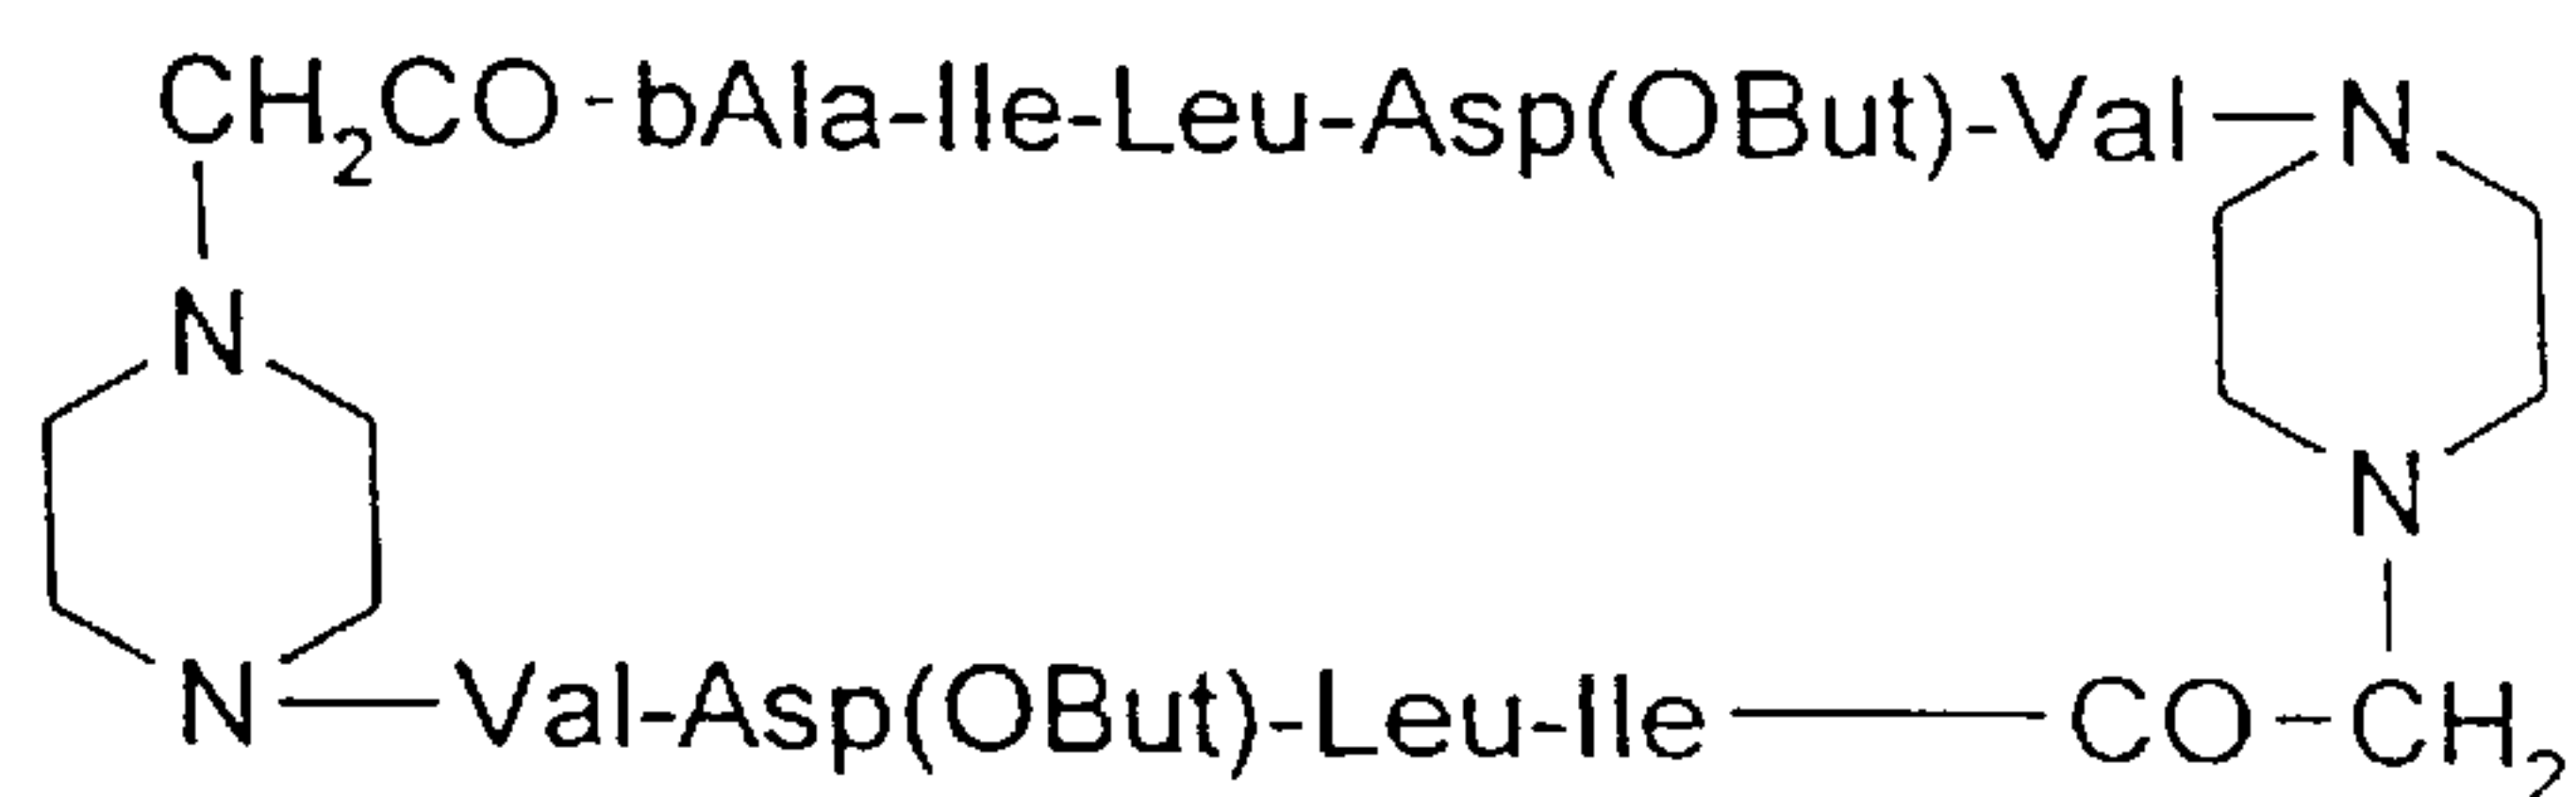 CH₂CO-bAla-Ile-Leu-Asp(OBut)-Val—N
N
N
N—Val-Asp(OBut)-Leu-Ile—CO-CH₂